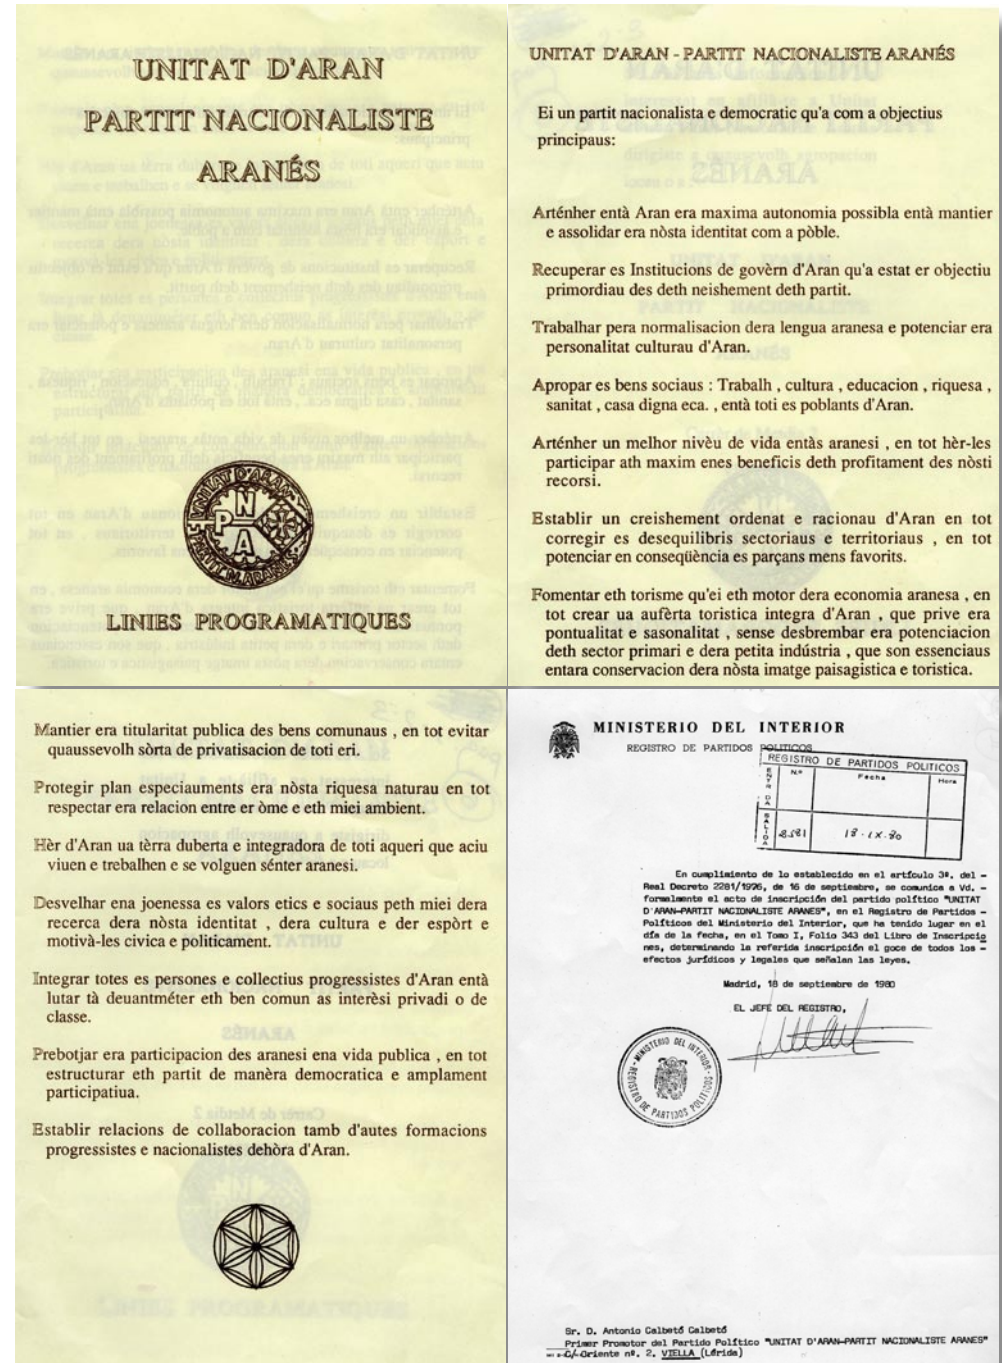 UNITAT D'ARAN
PARTIT NACIONALISTE
ARANÉS
UNITAT D'ARAN
PARTIT N. ARANES
P
N
A
LINIES PROGRAMATIQUES
UNITAT D'ARAN - PARTIT NACIONALISTE ARANÉS
Ei un partit nacionalista e democratic qu'a com a objectius
principaus:
Arténher entà Aran era maxima autonomia possibla entà mantier
e assolidar era nòsta identitat com a pòble.
Recuperar es Institucions de govèrn d'Aran qu'a estat er objectiu
primordiau des deth neishement deth partit.
Trabalhar pera normalisacion dera lengua aranesa e potenciar era
personalitat culturau d'Aran.
Apropar es bens sociaus : Trabalh , cultura , educacion , riquesa ,
sanitat , casa digna eca. , entà toti es poblants d'Aran.
Arténher un melhor nivèu de vida entàs aranesi , en tot hèr-les
participar ath maxim enes beneficis deth profitament des nòsti
recorsi.
Establir un creishement ordenat e racionau d'Aran en tot
corregir es desequilibris sectoriaus e territoriaus , en tot
potenciar en conseqüéncia es parçans mens favorits.
Fomentar eth torisme qu'ei eth motor dera economia aranesa , en
tot crear ua aufèrta toristica integra d'Aran , que prive era
pontualitat e sasonalitat , sense desbrembar era potenciacion
deth sector primari e dera petita indústria , que son essenciaus
entara conservacion dera nòsta imatge paisagistica e toristica.
Mantier era titularitat publica des bens comunaus , en tot evitar
quaussevolh sòrta de privatisacion de toti eri.
Protegir plan especiauments era nòsta riquesa naturau en tot
respectar era relacion entre er òme e eth miei ambient.
Hèr d'Aran ua tèrra duberta e integradora de toti aqueri que aciu
viuen e trebalhen e se volguen sénter aranesi.
Desvelhar ena joenessa es valors etics e sociaus peth miei dera
recerca dera nòsta identitat , dera cultura e der espòrt e
motivà-les civica e politicament.
Integrar totes es persones e collectius progressistes d'Aran entà
lutar tà deuantméter eth ben comun as interèsi privadi o de
classe.
Prebotjar era participacion des aranesi ena vida publica , en tot
estructurar eth partit de manèra democratica e amplament
participatiua.
Establir relacions de collaboracion tamb d'autes formacions
progressistes e nacionalistes dehòra d'Aran.
MINISTERIO DEL INTERIOR
REGISTRO DE PARTIDOS POLITICOS
REGISTRO DE PARTIDOS POLITICOS
ENTRADA
N.º
Fecha
Hora
SALIDA
2.581
18-IX-80
En cumplimiento de lo establecido en el artículo 3º. del -
Real Decreto 2281/1976, de 16 de septiembre, se comunica a Vd. -
formalmente el acto de inscripción del partido político "UNITAT
D'ARAN-PARTIT NACIONALISTE ARANES", en el Registro de Partidos -
Políticos del Ministerio del Interior, que ha tenido lugar en el
día de la fecha, en el Tomo I, Folio 343 del Libro de Inscripcio
nes, determinando la referida inscripción el goce de todos los -
efectos jurídicos y legales que señalan las leyes.
Madrid, 18 de septiembre de 1980
EL JEFE DEL REGISTRO,
MINISTERIO DEL INTERIOR
REGISTRO DE PARTIDOS POLITICOS
Sr. D. Antonio Calbetó Calbetó
Primer Promotor del Partido Político "UNITAT D'ARAN-PARTIT NACIONALISTE ARANES"
C/ Oriente nº. 2. VIELLA (Lérida)